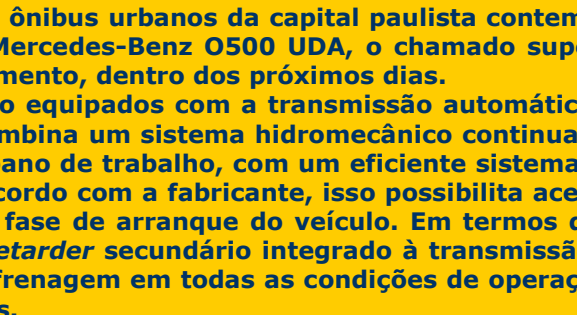 ônibus urbanos da capital paulista contem
Mercedes-Benz O500 UDA, o chamado supe
mento, dentro dos próximos dias.
o equipados com a transmissão automátic
mbina um sistema hidromecânico continua
ano de trabalho, com um eficiente sistema
cordo com a fabricante, isso possibilita ace
fase de arranque do veículo. Em termos d
etarder secundário integrado à transmissã
frenagem em todas as condições de operaç
s.